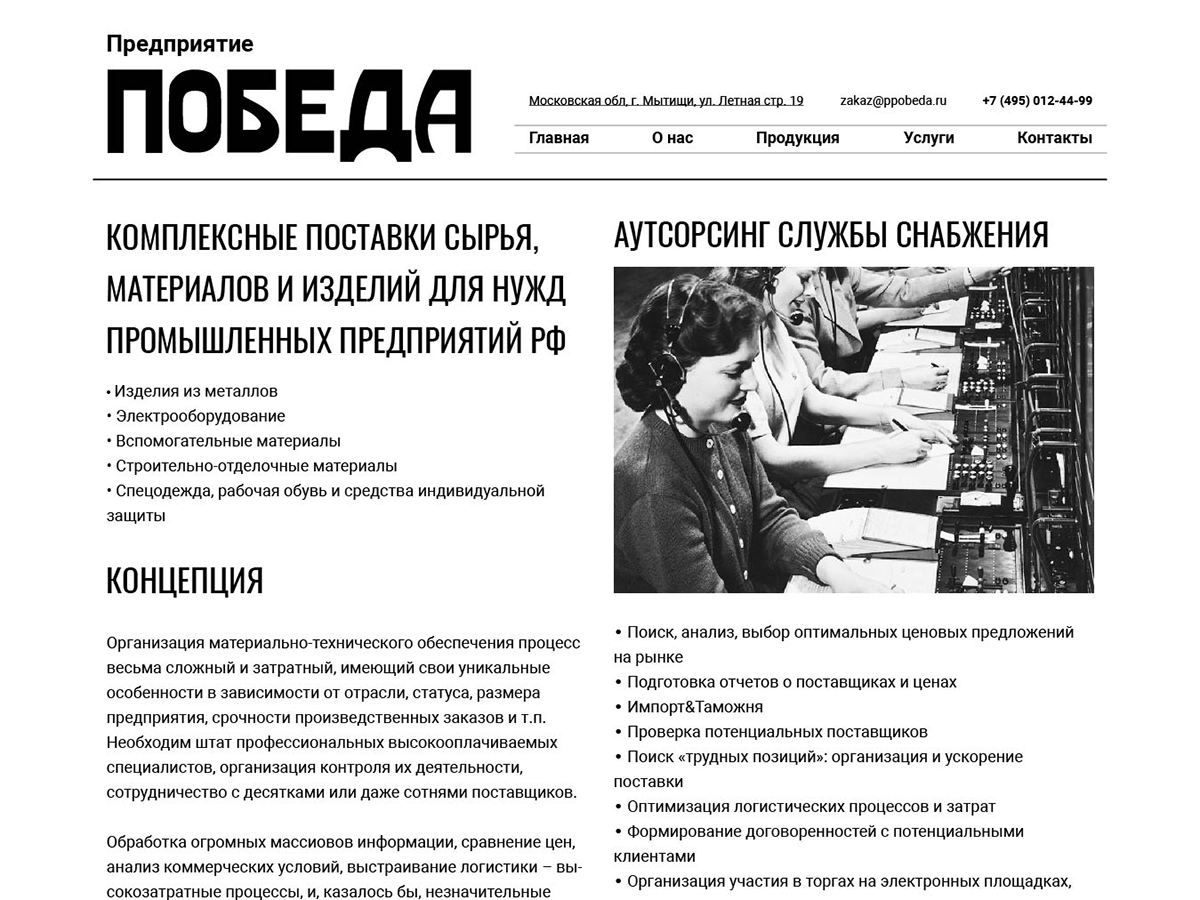 Предприятие
ПОБЕДА
Московская обл, г. Мытищи, ул. Летная стр. 19 zakaz@ppobeda.ru +7 (495) 012-44-99
Главная О нас Продукция Услуги Контакты
КОМПЛЕКСНЫЕ ПОСТАВКИ СЫРЬЯ,
МАТЕРИАЛОВ И ИЗДЕЛИЙ ДЛЯ НУЖД
ПРОМЫШЛЕННЫХ ПРЕДПРИЯТИЙ РФ
• Изделия из металлов
• Электрооборудование
• Вспомогательные материалы
• Строительно-отделочные материалы
• Спецодежда, рабочая обувь и средства индивидуальной
защиты
КОНЦЕПЦИЯ
Организация материально-технического обеспечения процесс
весьма сложный и затратный, имеющий свои уникальные
особенности в зависимости от отрасли, статуса, размера
предприятия, срочности произведственных заказов и т.п.
Необходим штат профессиональных высокооплачиваемых
специалистов, организация контроля их деятельности,
сотрудничество с десятками или даже сотнями поставщиков.
Обработка огромных массиовов информации, сравнение цен,
анализ коммерческих условий, выстраивание логистики – вы-
сокозатратные процессы, и, казалось бы, незначительные
АУТСОРСИНГ СЛУЖБЫ СНАБЖЕНИЯ
• Поиск, анализ, выбор оптимальных ценовых предложений
на рынке
• Подготовка отчетов о поставщиках и ценах
• Импорт&Таможня
• Проверка потенциальных поставщиков
• Поиск «трудных позиций»: организация и ускорение
поставки
• Оптимизация логистических процессов и затрат
• Формирование договоренностей с потенциальными
клиентами
• Организация участия в торгах на электронных площадках,